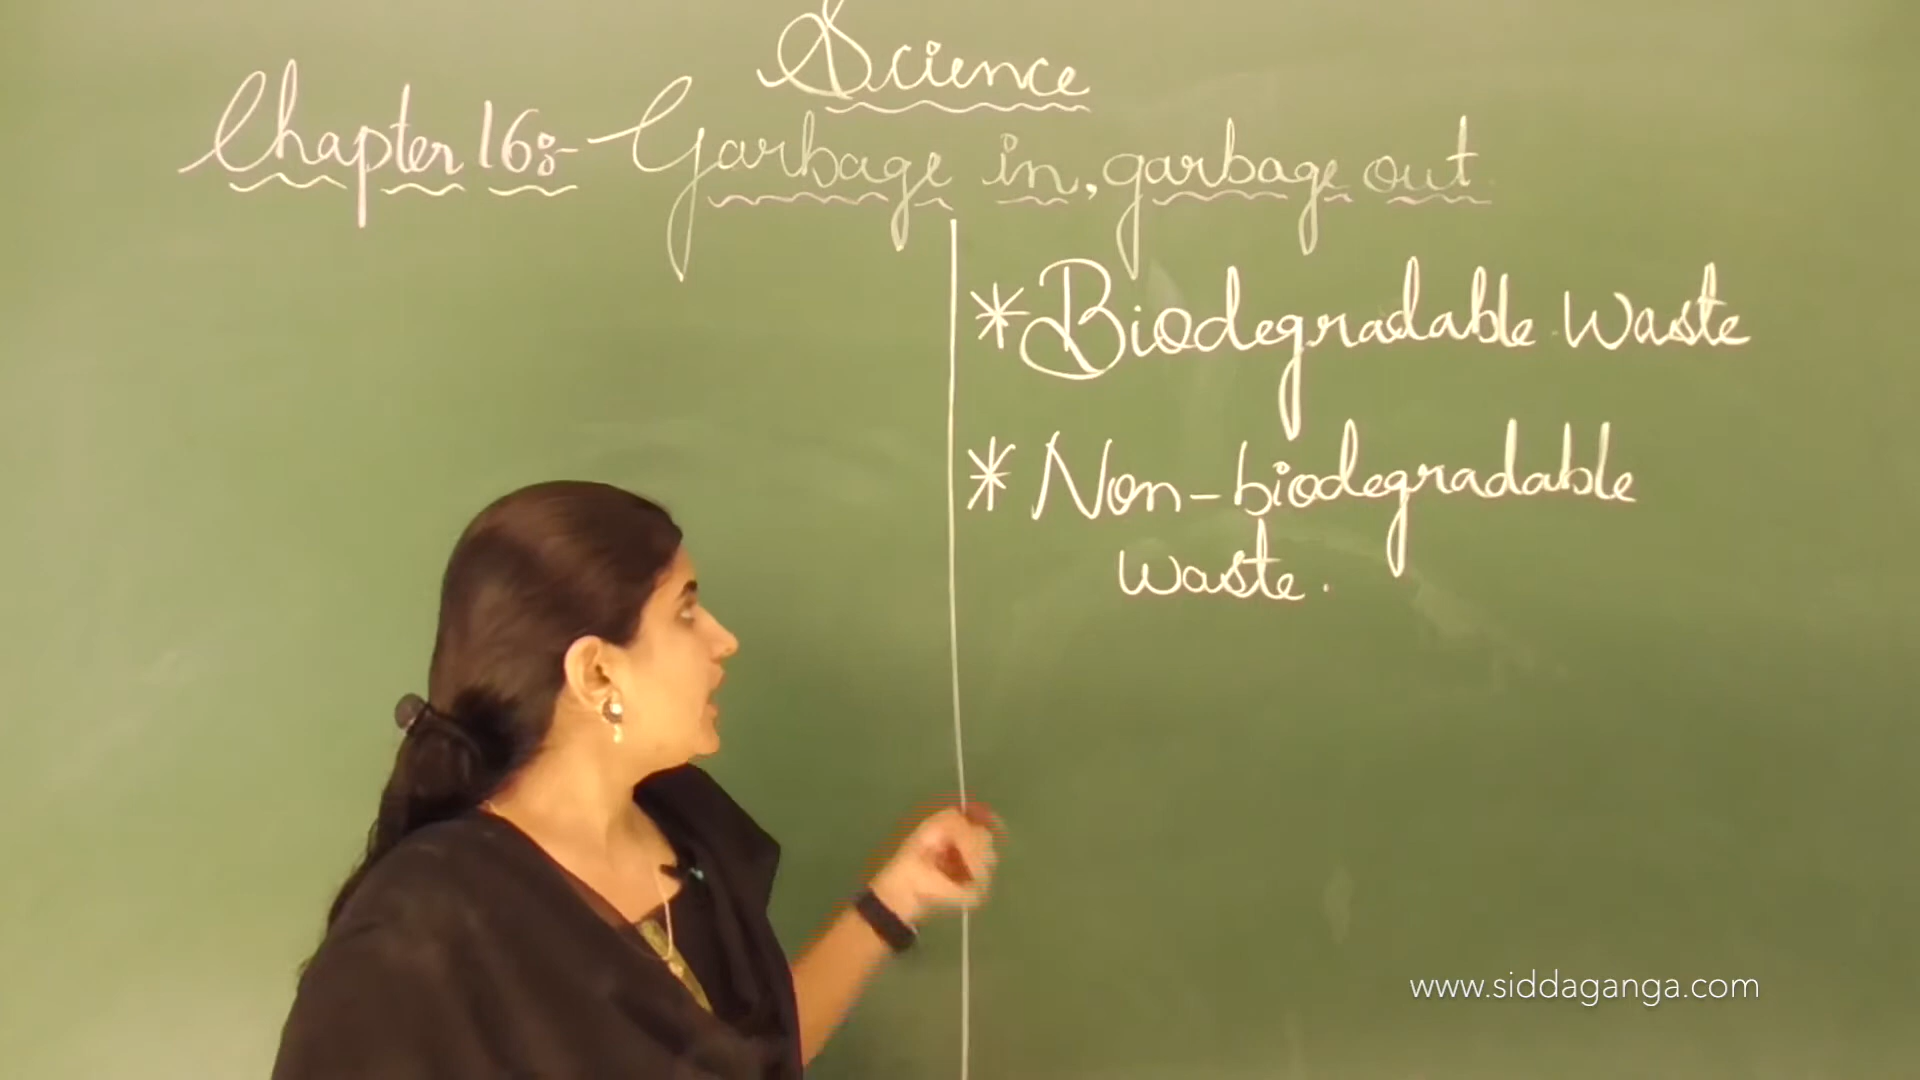 Science
Chapter 16:- Garbage in, garbage out.
* Biodegradable Waste
* Non-biodegradable
waste.
www.siddaganga.com